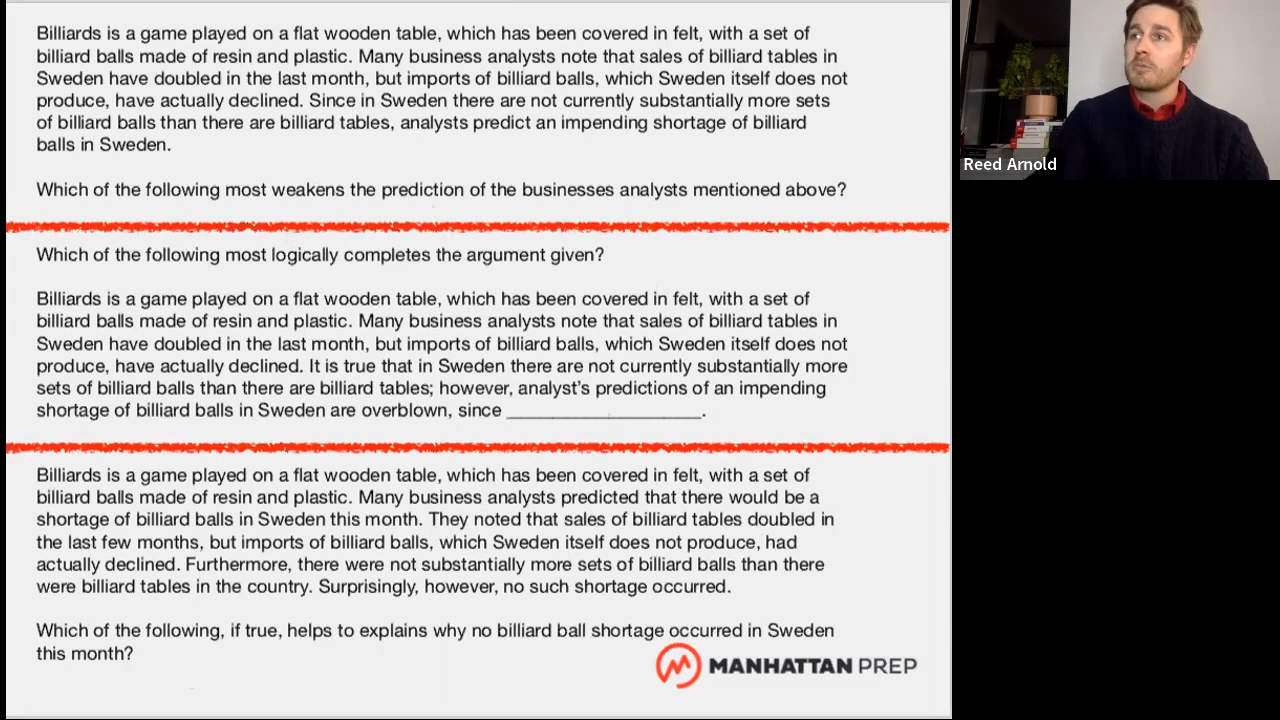 Billiards is a game played on a flat wooden table, which has been covered in felt, with a set of
billiard balls made of resin and plastic. Many business analysts note that sales of billiard tables in
Sweden have doubled in the last month, but imports of billiard balls, which Sweden itself does not
produce, have actually declined. Since in Sweden there are not currently substantially more sets
of billiard balls than there are billiard tables, analysts predict an impending shortage of billiard
balls in Sweden.
Which of the following most weakens the prediction of the businesses analysts mentioned above?
Which of the following most logically completes the argument given?
Billiards is a game played on a flat wooden table, which has been covered in felt, with a set of
billiard balls made of resin and plastic. Many business analysts note that sales of billiard tables in
Sweden have doubled in the last month, but imports of billiard balls, which Sweden itself does not
produce, have actually declined. It is true that in Sweden there are not currently substantially more
sets of billiard balls than there are billiard tables; however, analyst's predictions of an impending
shortage of billiard balls in Sweden are overblown, since ____________________.
Billiards is a game played on a flat wooden table, which has been covered in felt, with a set of
billiard balls made of resin and plastic. Many business analysts predicted that there would be a
shortage of billiard balls in Sweden this month. They noted that sales of billiard tables doubled in
the last few months, but imports of billiard balls, which Sweden itself does not produce, had
actually declined. Furthermore, there were not substantially more sets of billiard balls than there
were billiard tables in the country. Surprisingly, however, no such shortage occurred.
Which of the following, if true, helps to explains why no billiard ball shortage occurred in Sweden
this month?
MANHATTAN PREP
Reed Arnold